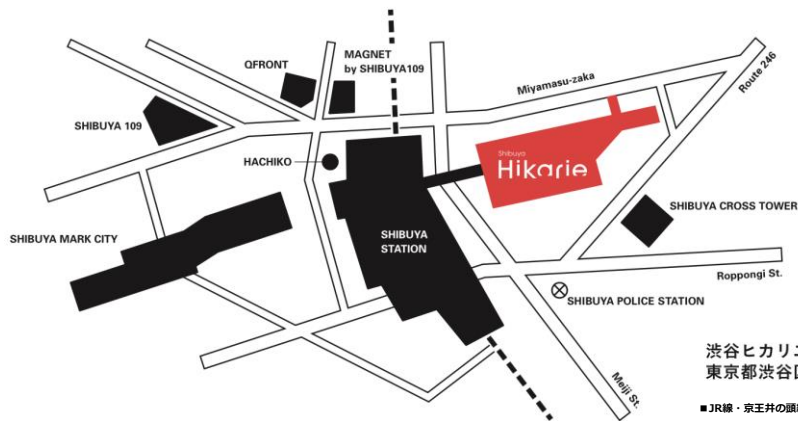 MAGNET
by SHIBUYA109
QFRONT
Miyamasu-zaka
Route 246
SHIBUYA 109
HACHIKO
Shibuya
Hikarie
SHIBUYA CROSS TOWER
SHIBUYA MARK CITY
SHIBUYA
STATION
Roppongi St.
SHIBUYA POLICE STATION
Meiji St.
渋谷ヒカリ
東京都渋谷区
■JR線・京王井の頭